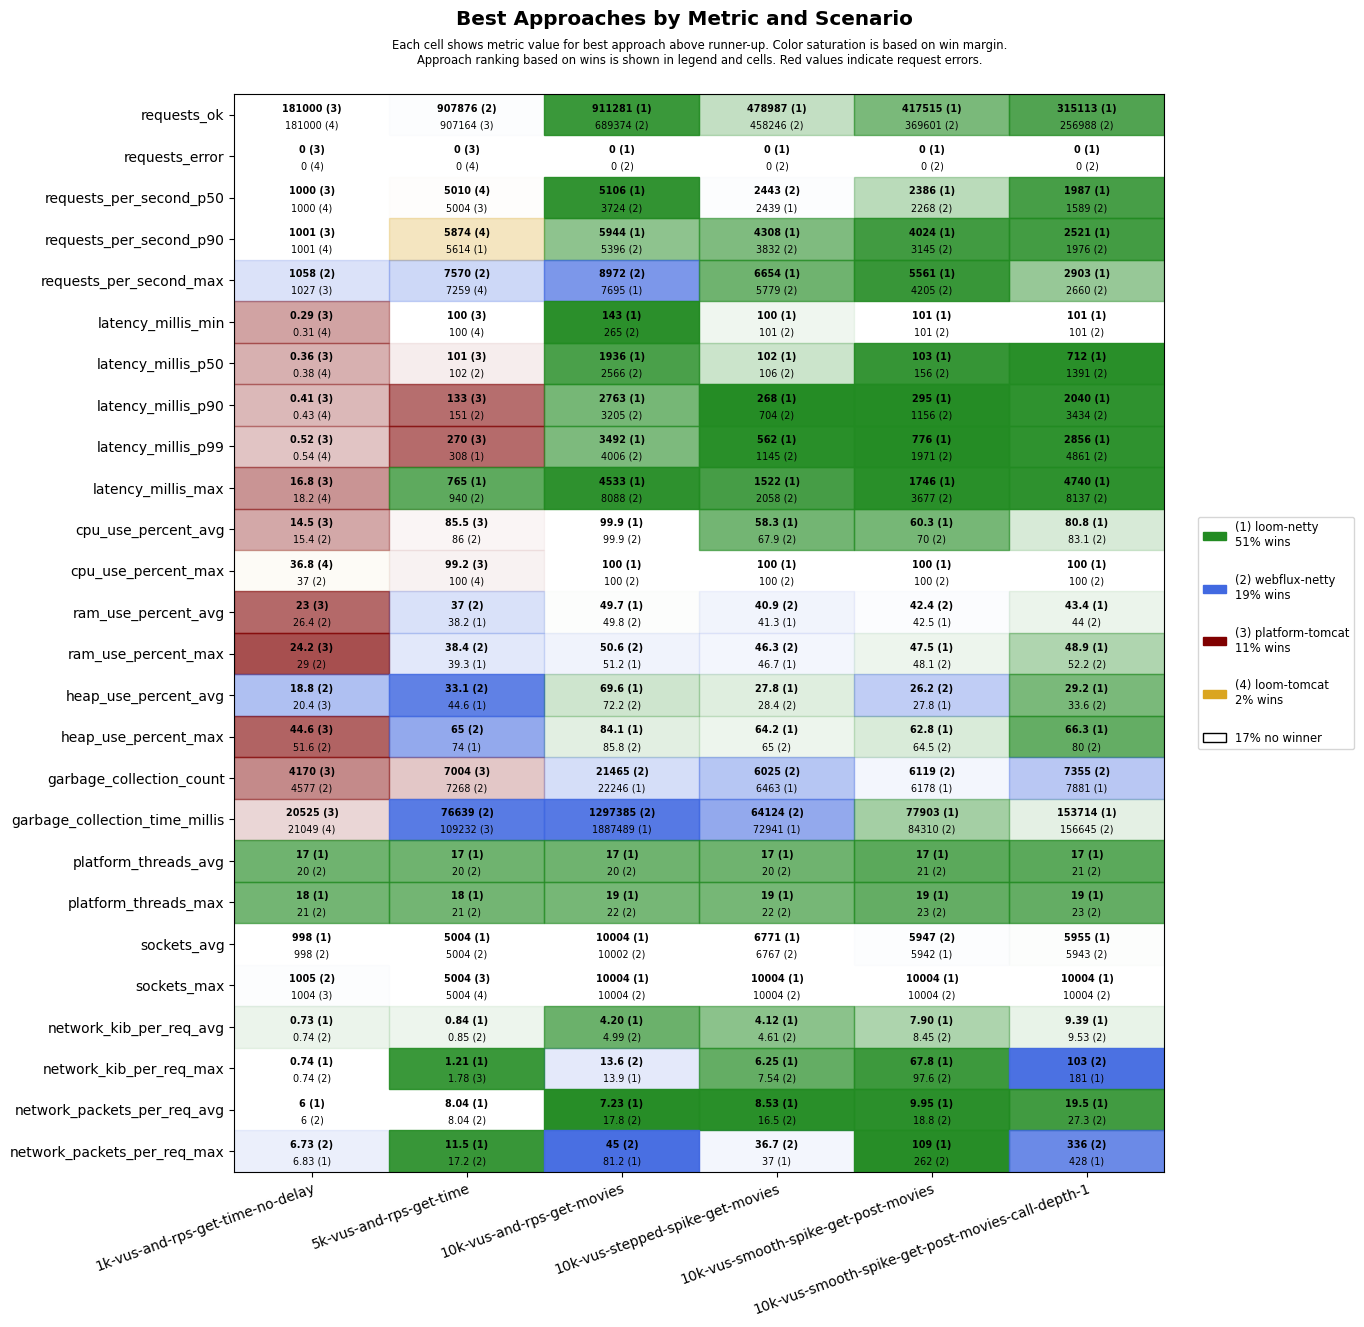 Best Approaches by Metric and Scenario
Each cell shows metric value for best approach above runner-up. Color saturation is based on win margin.
Approach ranking based on wins is shown in legend and cells. Red values indicate request errors.
requests_ok
181000 (3) 907876 (2) 911281 (1) 478987 (1) 417515 (1) 315113 (1)
181000 (4) 907164 (3) 689374 (2) 458246 (2) 369601 (2) 256988 (2)
requests_error
0 (3) 0 (3) 0 (1) 0 (1) 0 (1) 0 (1)
0 (4) 0 (4) 0 (2) 0 (2) 0 (2) 0 (2)
requests_per_second_p50
1000 (3) 5010 (4) 5106 (1) 2443 (2) 2386 (1) 1987 (1)
1000 (4) 5004 (3) 3724 (2) 2439 (1) 2268 (2) 1589 (2)
requests_per_second_p90
1001 (3) 5874 (4) 5944 (1) 4308 (1) 4024 (1) 2521 (1)
1001 (4) 5614 (1) 5396 (2) 3832 (2) 3145 (2) 1976 (2)
requests_per_second_max
1058 (2) 7570 (2) 8972 (2) 6654 (1) 5561 (1) 2903 (1)
1027 (3) 7259 (4) 7695 (1) 5779 (2) 4205 (2) 2660 (2)
latency_millis_min
0.29 (3) 100 (3) 143 (1) 100 (1) 101 (1) 101 (1)
0.31 (4) 100 (4) 265 (2) 101 (2) 101 (2) 101 (2)
latency_millis_p50
0.36 (3) 101 (3) 1936 (1) 102 (1) 103 (1) 712 (1)
0.38 (4) 102 (2) 2566 (2) 106 (2) 156 (2) 1391 (2)
latency_millis_p90
0.41 (3) 133 (3) 2763 (1) 268 (1) 295 (1) 2040 (1)
0.43 (4) 151 (2) 3205 (2) 704 (2) 1156 (2) 3434 (2)
latency_millis_p99
0.52 (3) 270 (3) 3492 (1) 562 (1) 776 (1) 2856 (1)
0.54 (4) 308 (1) 4006 (2) 1145 (2) 1971 (2) 4861 (2)
latency_millis_max
16.8 (3) 765 (1) 4533 (1) 1522 (1) 1746 (1) 4740 (1)
18.2 (4) 940 (2) 8088 (2) 2058 (2) 3677 (2) 8137 (2)
cpu_use_percent_avg
14.5 (3) 85.5 (3) 99.9 (1) 58.3 (1) 60.3 (1) 80.8 (1)
15.4 (2) 86 (2) 99.9 (2) 67.9 (2) 70 (2) 83.1 (2)
cpu_use_percent_max
36.8 (4) 99.2 (3) 100 (1) 100 (1) 100 (1) 100 (1)
37 (2) 100 (4) 100 (2) 100 (2) 100 (2) 100 (2)
ram_use_percent_avg
23 (3) 37 (2) 49.7 (1) 40.9 (2) 42.4 (2) 43.4 (1)
26.4 (2) 38.2 (1) 49.8 (2) 41.3 (1) 42.5 (1) 44 (2)
ram_use_percent_max
24.2 (3) 38.4 (2) 50.6 (2) 46.3 (2) 47.5 (1) 48.9 (1)
29 (2) 39.3 (1) 51.2 (1) 46.7 (1) 48.1 (2) 52.2 (2)
heap_use_percent_avg
18.8 (2) 33.1 (2) 69.6 (1) 27.8 (1) 26.2 (2) 29.2 (1)
20.4 (3) 44.6 (1) 72.2 (2) 28.4 (2) 27.8 (1) 33.6 (2)
heap_use_percent_max
44.6 (3) 65 (2) 84.1 (1) 64.2 (1) 62.8 (1) 66.3 (1)
51.6 (2) 74 (1) 85.8 (2) 65 (2) 64.5 (2) 80 (2)
garbage_collection_count
4170 (3) 7004 (3) 21465 (2) 6025 (2) 6119 (2) 7355 (2)
4577 (2) 7268 (2) 22246 (1) 6463 (1) 6178 (1) 7881 (1)
garbage_collection_time_millis
20525 (3) 76639 (2) 1297385 (2) 64124 (2) 77903 (1) 153714 (1)
21049 (4) 109232 (3) 1887489 (1) 72941 (1) 84310 (2) 156645 (2)
platform_threads_avg
17 (1) 17 (1) 17 (1) 17 (1) 17 (1) 17 (1)
20 (2) 20 (2) 20 (2) 20 (2) 21 (2) 21 (2)
platform_threads_max
18 (1) 18 (1) 19 (1) 19 (1) 19 (1) 19 (1)
21 (2) 21 (2) 22 (2) 22 (2) 23 (2) 23 (2)
sockets_avg
998 (1) 5004 (1) 10004 (1) 6771 (1) 5947 (2) 5955 (1)
998 (2) 5004 (2) 10002 (2) 6767 (2) 5942 (1) 5943 (2)
sockets_max
1005 (2) 5004 (3) 10004 (1) 10004 (1) 10004 (1) 10004 (1)
1004 (3) 5004 (4) 10004 (2) 10004 (2) 10004 (2) 10004 (2)
network_kib_per_req_avg
0.73 (1) 0.84 (1) 4.20 (1) 4.12 (1) 7.90 (1) 9.39 (1)
0.74 (2) 0.85 (2) 4.99 (2) 4.61 (2) 8.45 (2) 9.53 (2)
network_kib_per_req_max
0.74 (1) 1.21 (1) 13.6 (2) 6.25 (1) 67.8 (1) 103 (2)
0.74 (2) 1.78 (3) 13.9 (1) 7.54 (2) 97.6 (2) 181 (1)
network_packets_per_req_avg
6 (1) 8.04 (1) 7.23 (1) 8.53 (1) 9.95 (1) 19.5 (1)
6 (2) 8.04 (2) 17.8 (2) 16.5 (2) 18.8 (2) 27.3 (2)
network_packets_per_req_max
6.73 (2) 11.5 (1) 45 (2) 36.7 (2) 109 (1) 336 (2)
6.83 (1) 17.2 (2) 81.2 (1) 37 (1) 262 (2) 428 (1)
1k-vus-and-rps-get-time-no-delay
5k-vus-and-rps-get-time
10k-vus-and-rps-get-movies
10k-vus-stepped-spike-get-movies
10k-vus-smooth-spike-get-post-movies
10k-vus-smooth-spike-get-post-movies-call-depth-1
(1) loom-netty
51% wins
(2) webflux-netty
19% wins
(3) platform-tomcat
11% wins
(4) loom-tomcat
2% wins
17% no winner